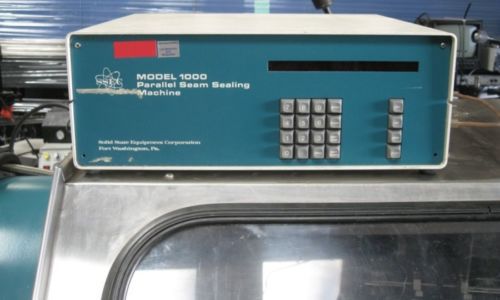 SSEC
MODEL 1000
Parallel Seam Sealing
Machine
Solid State Equipment Corporation
Fort Washington, Pa.